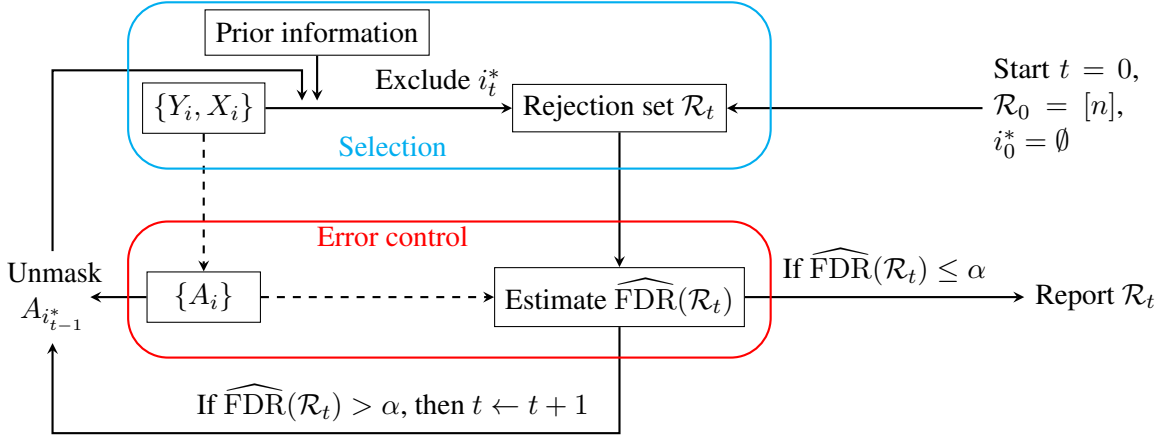 Prior information
Exclude $i_t^*$
$\{Y_i, X_i\}$
Rejection set $\mathcal{R}_t$
Start $t = 0$,
$\mathcal{R}_0 = [n]$,
$i_0^* = \emptyset$
Selection
Error control
Unmask
$A_{i_{t-1}^*}$
$\{A_i\}$
Estimate $\widehat{\mathrm{FDR}}(\mathcal{R}_t)$
If $\widehat{\mathrm{FDR}}(\mathcal{R}_t) \leq \alpha$
Report $\mathcal{R}_t$
If $\widehat{\mathrm{FDR}}(\mathcal{R}_t) > \alpha$, then $t \leftarrow t + 1$